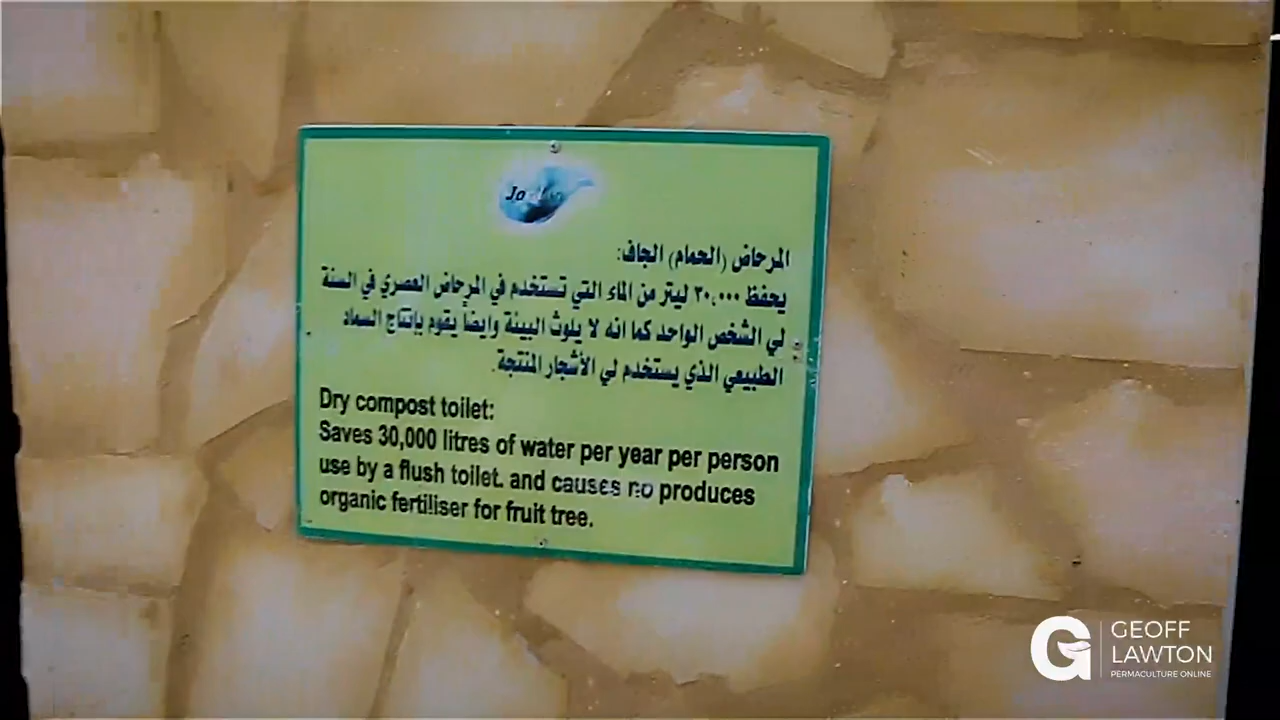 المرحاض (الحمام) الجاف:
يحفظ ٣٠,٠٠٠ ليتر من الماء التي تستخدم في المرحاض العصري في السنة
لي الشخص الواحد كما انه لا يلوث البيئة وايضا يقوم بإنتاج السماد
الطبيعي الذي يستخدم لي الأشجار المنتجة.
Dry compost toilet:
Saves 30,000 litres of water per year per person
use by a flush toilet. and causes no produces
organic fertiliser for fruit tree.
GEOFF
LAWTON
PERMACULTURE ONLINE